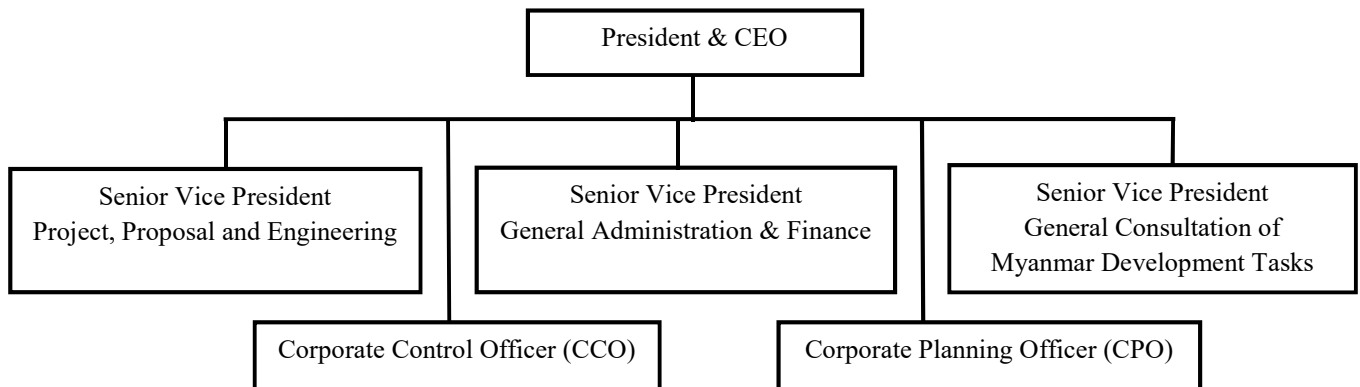 President & CEO
Senior Vice President
Project, Proposal and Engineering
Senior Vice President
General Administration & Finance
Senior Vice President
General Consultation of
Myanmar Development Tasks
Corporate Control Officer (CCO)
Corporate Planning Officer (CPO)